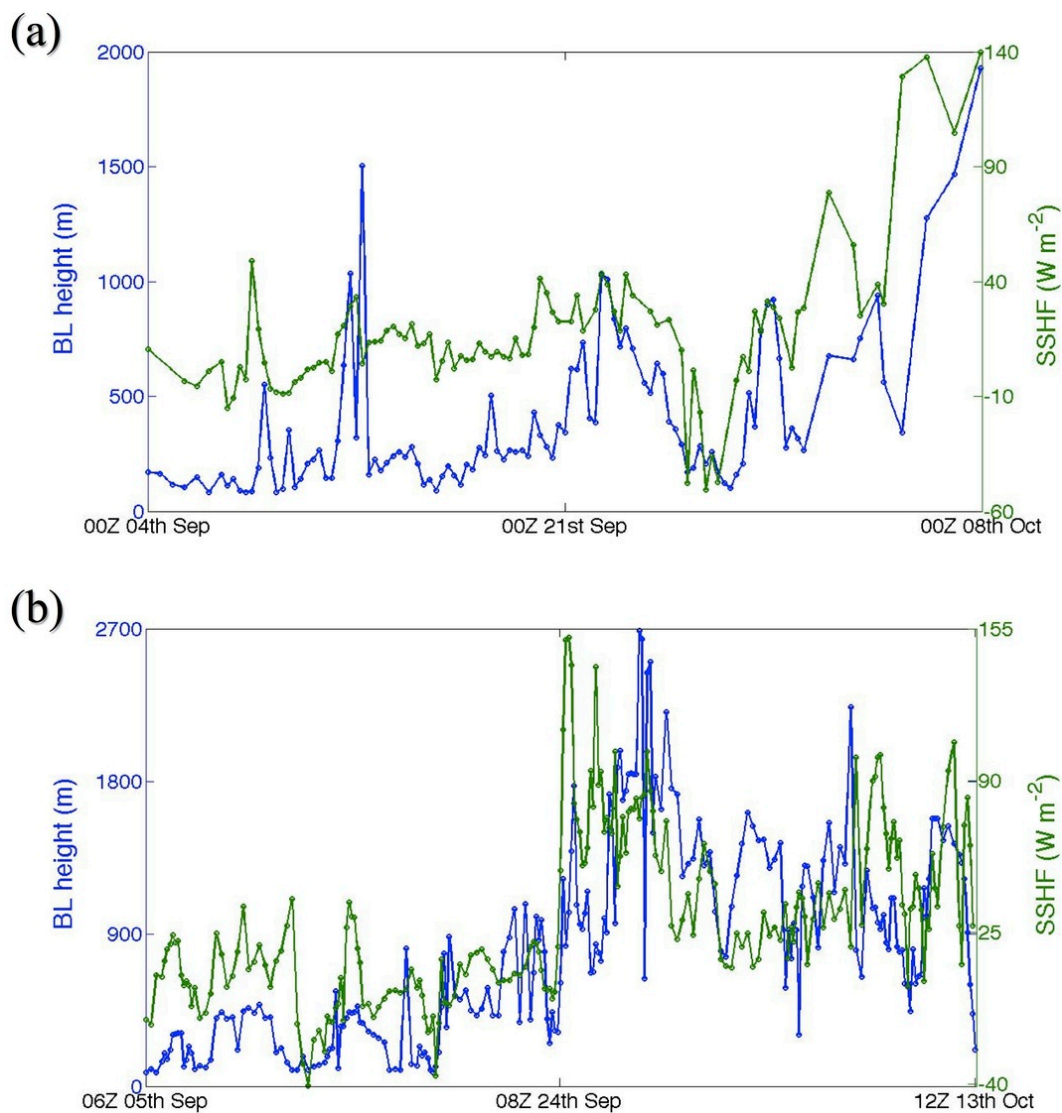 (a)
2000
1500
1000
500
0
BL height (m)
140
90
40
-10
-60
SSHF (W m-2)
00Z 04th Sep
00Z 21st Sep
00Z 08th Oct
(b)
2700
1800
900
0
BL height (m)
155
90
25
-40
SSHF (W m-2)
06Z 05th Sep
08Z 24th Sep
12Z 13th Oct